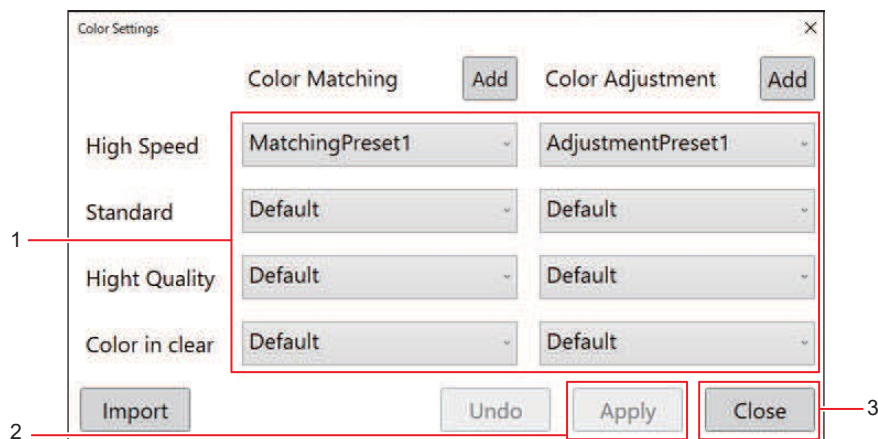 Color Settings
Color Matching Add Color Adjustment Add
High Speed MatchingPreset1 AdjustmentPreset1
Standard Default Default
1
Hight Quality Default Default
Color in clear Default Default
Import Undo Apply Close 3
2